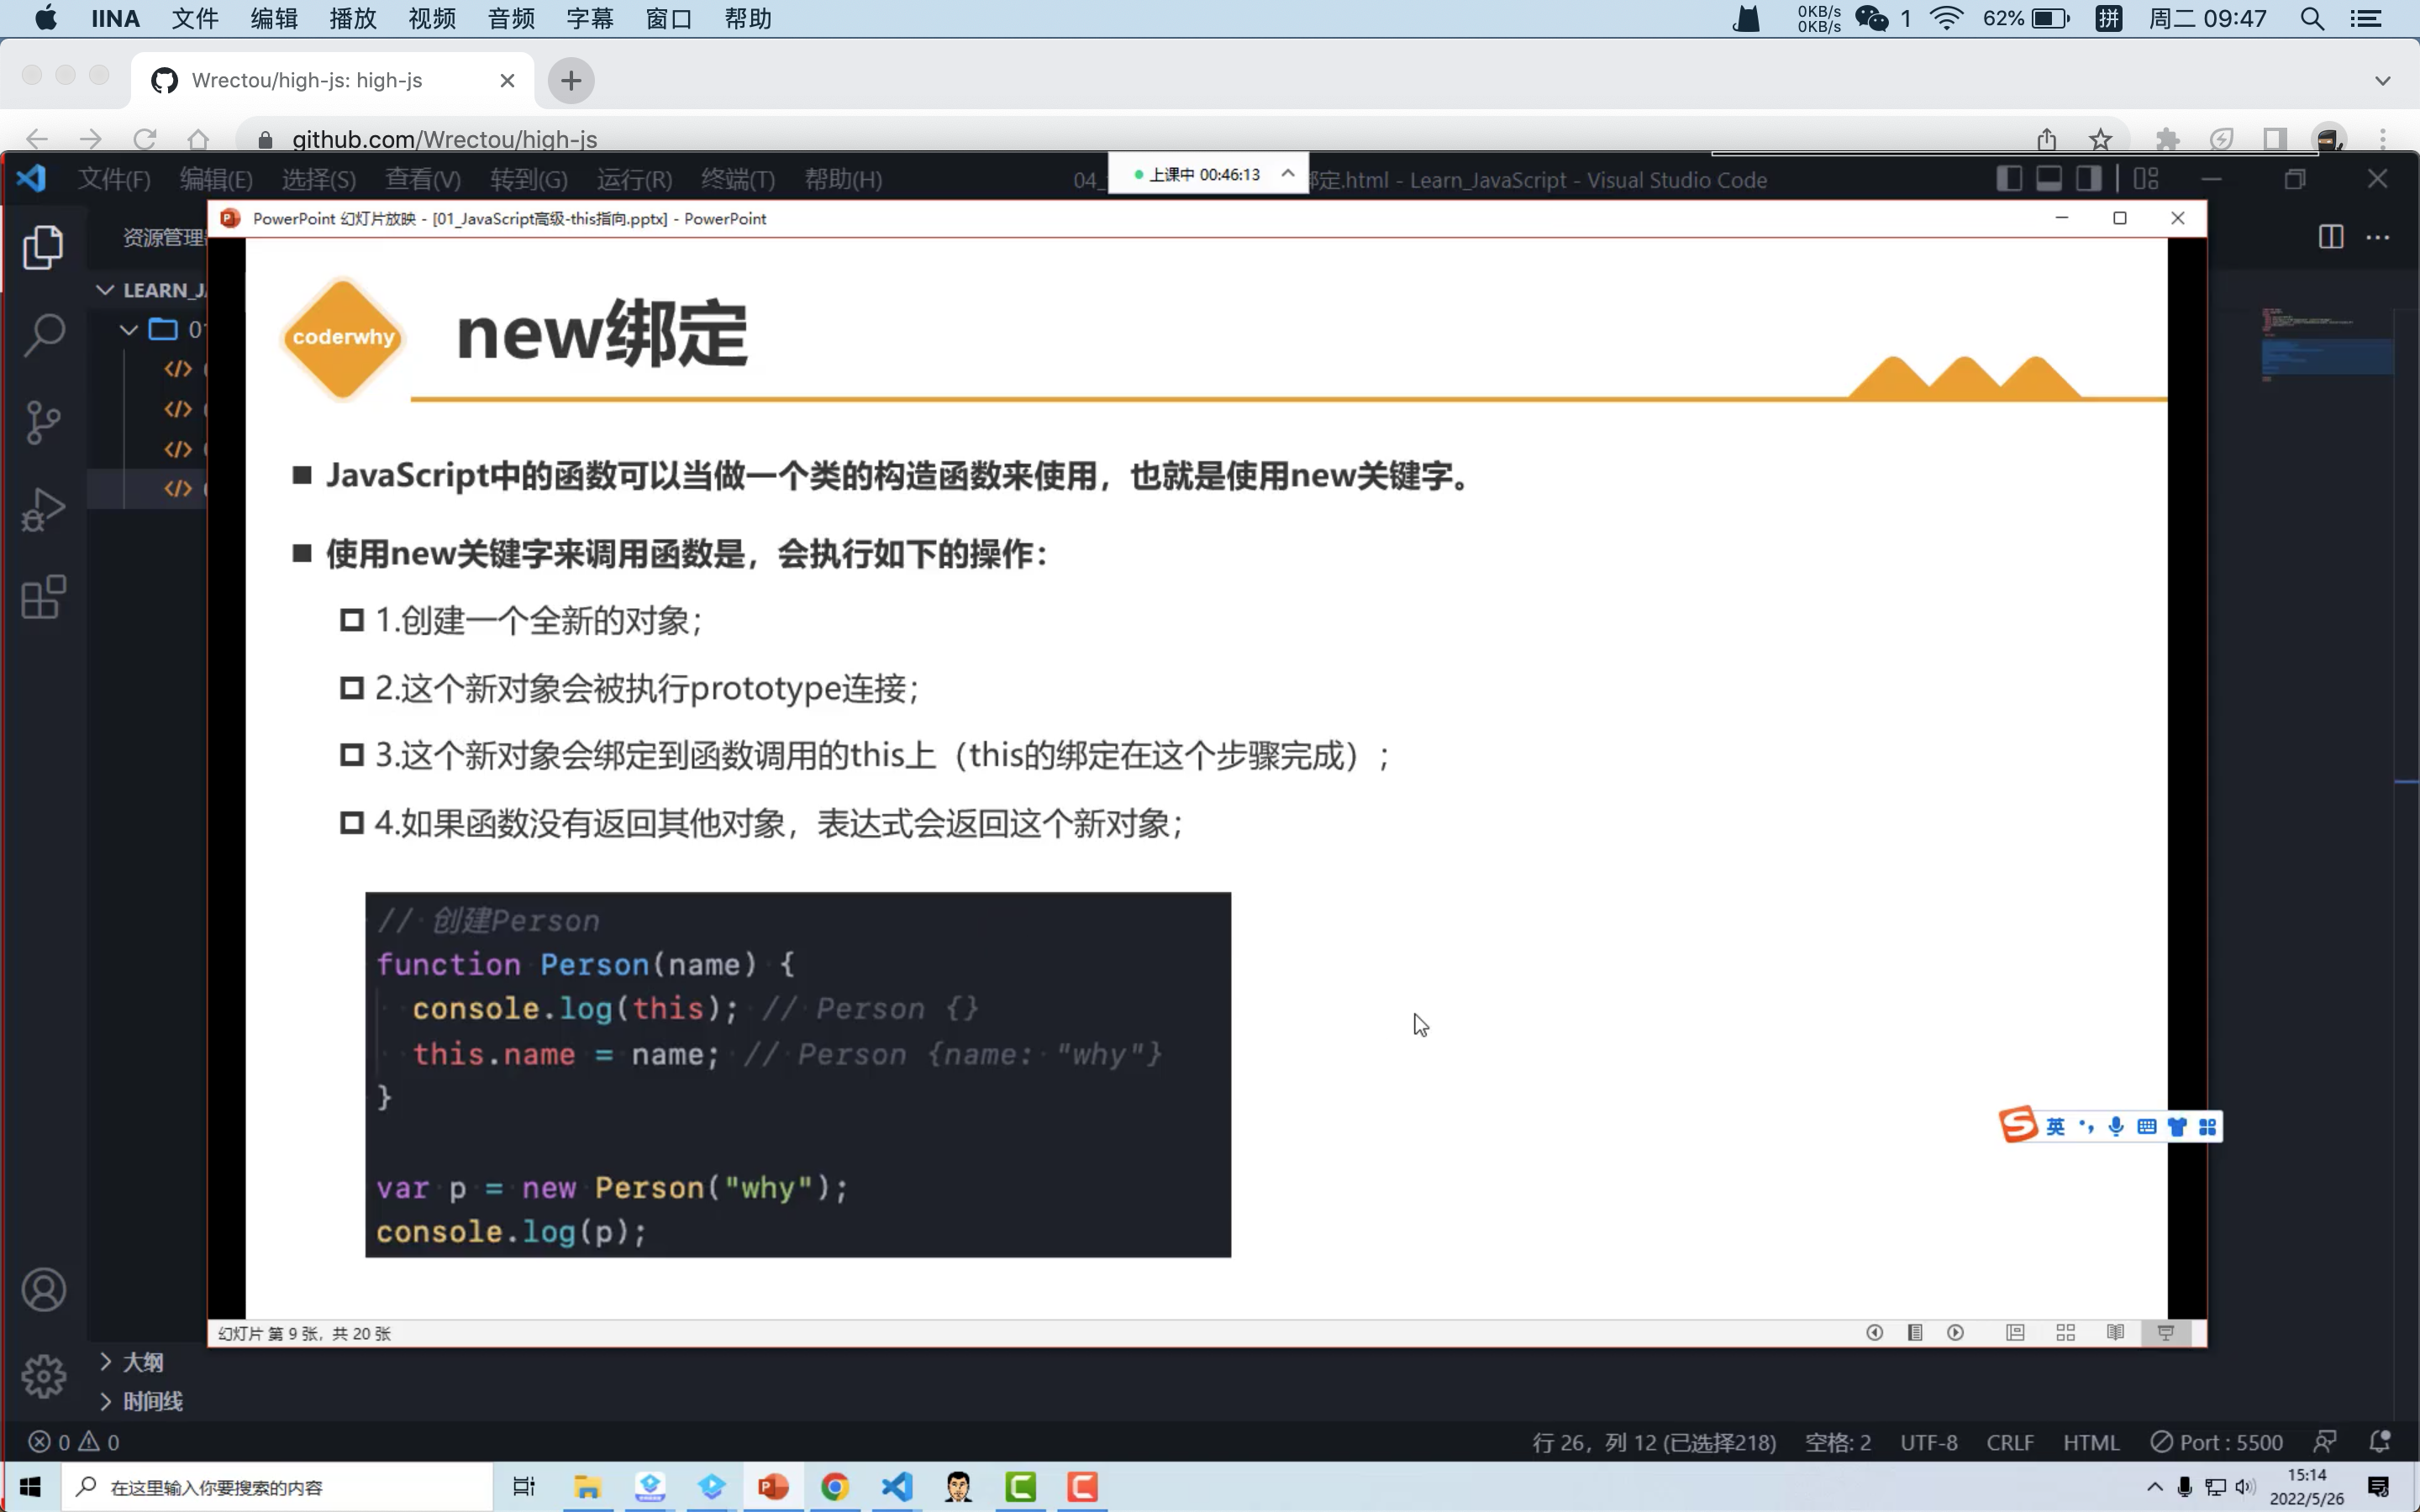 IINA 文件 编辑 播放 视频 音频 字幕 窗口 帮助
0KB/s
0KB/s
1 62% 拼 周二 09:47
Wrectou/high-js: high-js
github.com/Wrectou/high-js
文件(F) 编辑(E) 选择(S) 查看(V) 转到(G) 运行(R) 终端(T) 帮助(H)
04_
上课中 00:46:13
绑定.html - Learn_JavaScript - Visual Studio Code
资源管理
PowerPoint 幻灯片放映 - [01_JavaScript高级-this指向.pptx] - PowerPoint
LEARN_J
coderwhy
new绑定
JavaScript中的函数可以当做一个类的构造函数来使用，也就是使用new关键字。
使用new关键字来调用函数是，会执行如下的操作：
1.创建一个全新的对象；
2.这个新对象会被执行prototype连接；
3.这个新对象会绑定到函数调用的this上（this的绑定在这个步骤完成）；
4.如果函数没有返回其他对象，表达式会返回这个新对象；
// 创建Person
function Person(name) {
console.log(this); // Person {}
this.name = name; // Person {name: "why"}
}
var p = new Person("why");
console.log(p);
S 英
幻灯片 第 9 张，共 20 张
大纲
时间线
0 0
行 26，列 12 (已选择218) 空格: 2 UTF-8 CRLF HTML Port : 5500
在这里输入你要搜索的内容
15:14
2022/5/26